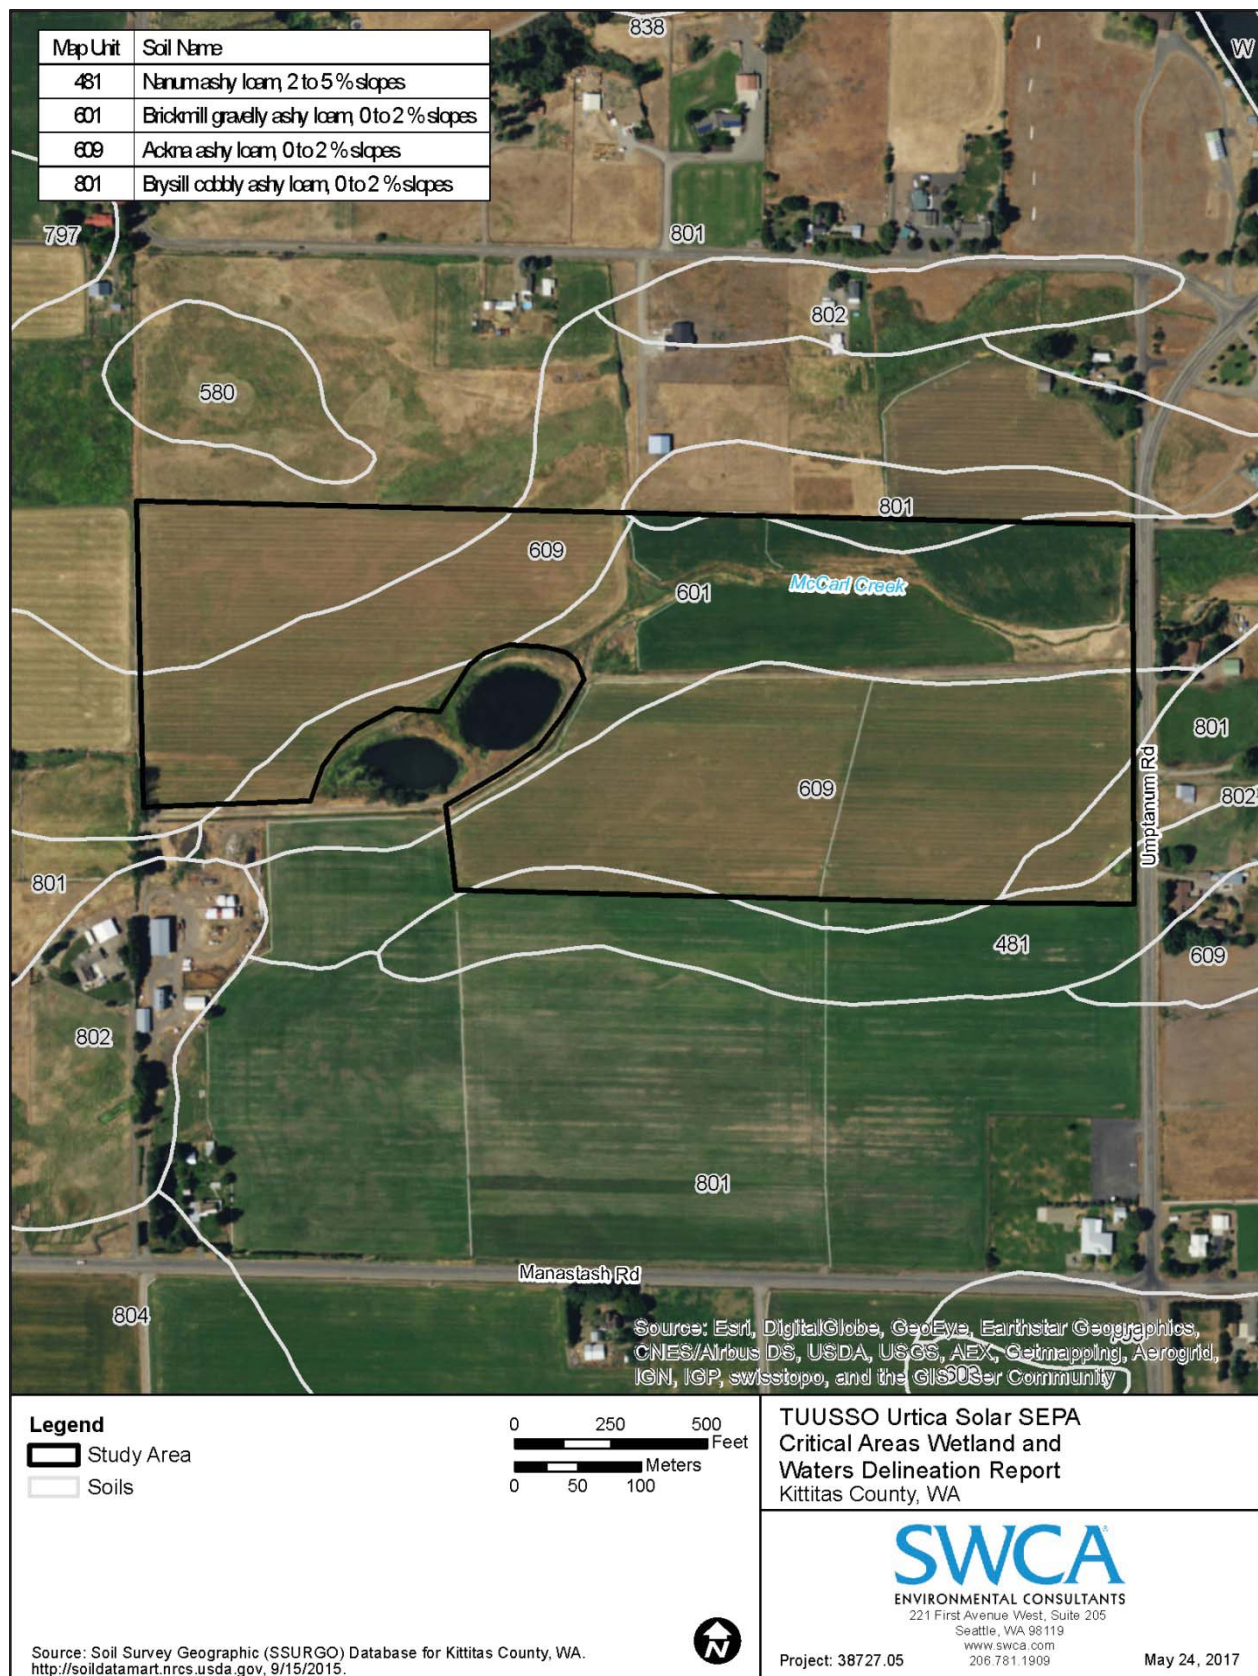 838
W
Map Unit Soil Name
481 Nanum ashy loam, 2 to 5 % slopes
601 Brickmill gravelly ashy loam, 0 to 2 % slopes
609 Ackna ashy loam, 0 to 2 % slopes
801 Brysill cobbly ashy loam, 0 to 2 % slopes
797
801
802
580
801
609
601
McCarl Creek
801
609
802
Umptanum Rd
801
481
609
802
801
Manastash Rd
804
603
Source: Esri, DigitalGlobe, GeoEye, Earthstar Geographics,
CNES/Airbus DS, USDA, USGS, AEX, Getmapping, Aerogrid,
IGN, IGP, swisstopo, and the GIS User Community
Legend
Study Area
Soils
0 250 500
Feet
Meters
0 50 100
Source: Soil Survey Geographic (SSURGO) Database for Kittitas County, WA.
http://soildatamart.nrcs.usda.gov, 9/15/2015.
N
TUUSSO Urtica Solar SEPA
Critical Areas Wetland and
Waters Delineation Report
Kittitas County, WA
SWCA
ENVIRONMENTAL CONSULTANTS
221 First Avenue West, Suite 205
Seattle, WA 98119
www.swca.com
206.781.1909
Project: 38727.05
May 24, 2017